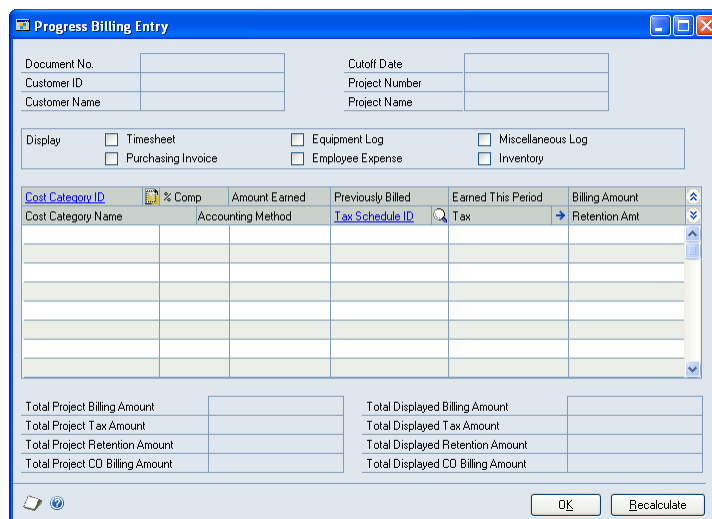 Progress Billing Entry
Document No. Cutoff Date
Customer ID Project Number
Customer Name Project Name
Display Timesheet Equipment Log Miscellaneous Log
Purchasing Invoice Employee Expense Inventory
Cost Category ID % Comp Amount Earned Previously Billed Earned This Period Billing Amount
Cost Category Name Accounting Method Tax Schedule ID Tax Retention Amt
Total Project Billing Amount Total Displayed Billing Amount
Total Project Tax Amount Total Displayed Tax Amount
Total Project Retention Amount Total Displayed Retention Amount
Total Project CO Billing Amount Total Displayed CO Billing Amount
OK Recalculate